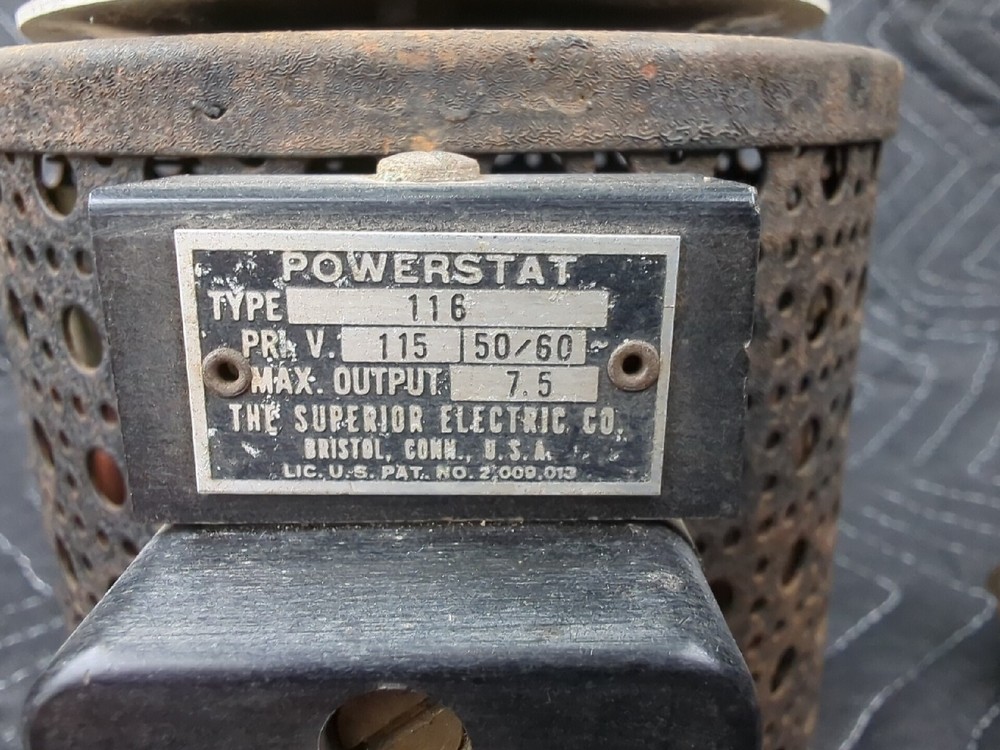 POWERSTAT
TYPE 116
PRI. V. 115 50/60 ~
MAX. OUTPUT 7.5
THE SUPERIOR ELECTRIC CO.
BRISTOL, CONN., U.S.A.
LIC. U.S. PAT. NO. 2,009,013